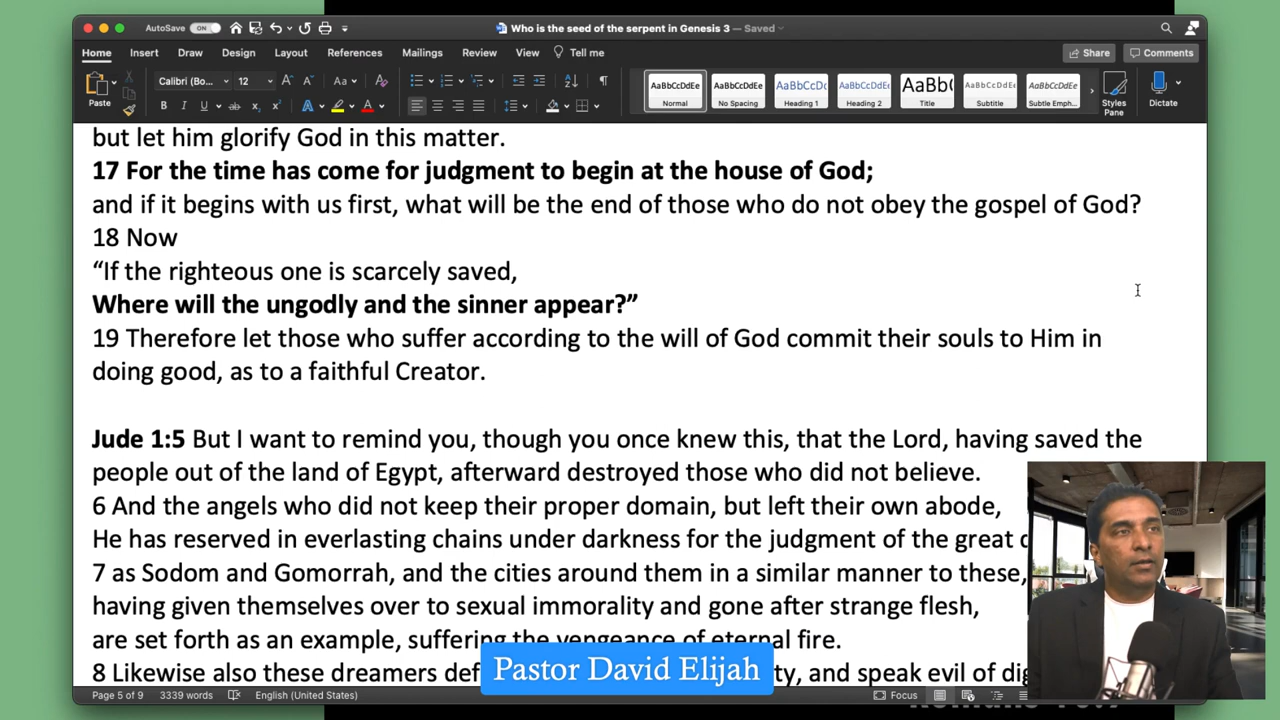 AutoSave ON Who is the seed of the serpent in Genesis 3 — Saved
Home Insert Draw Design Layout References Mailings Review View Tell me Share Comments
Paste Calibri (Bo... 12 Normal No Spacing Heading 1 Heading 2 Title Subtitle Subtle Emph... Styles Pane Dictate
but let him glorify God in this matter.
17 For the time has come for judgment to begin at the house of God;
and if it begins with us first, what will be the end of those who do not obey the gospel of God?
18 Now
“If the righteous one is scarcely saved,
Where will the ungodly and the sinner appear?”
19 Therefore let those who suffer according to the will of God commit their souls to Him in
doing good, as to a faithful Creator.
Jude 1:5 But I want to remind you, though you once knew this, that the Lord, having saved the
people out of the land of Egypt, afterward destroyed those who did not believe.
6 And the angels who did not keep their proper domain, but left their own abode,
He has reserved in everlasting chains under darkness for the judgment of the great
7 as Sodom and Gomorrah, and the cities around them in a similar manner to these,
having given themselves over to sexual immorality and gone after strange flesh,
are set forth as an example, suffering the vengeance of eternal fire.
8 Likewise also these dreamers and speak evil of
Pastor David Elijah
Page 5 of 9 3339 words English (United States) Focus